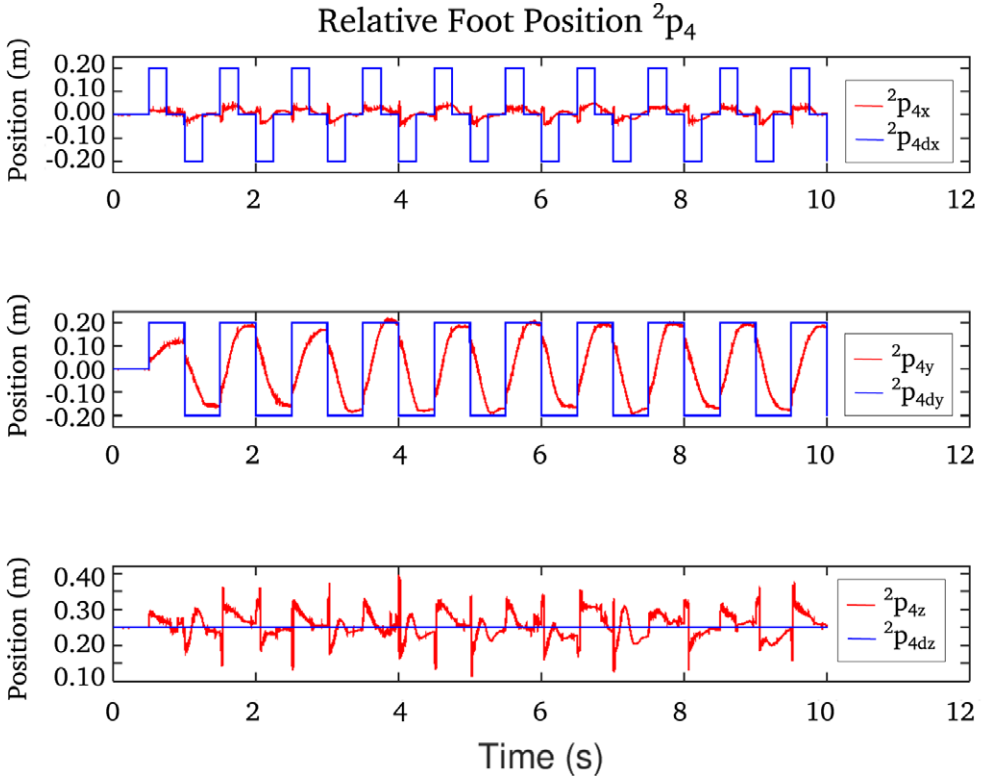 Relative Foot Position ²p₄
Position (m)
0.20
0.10
0.00
-0.10
-0.20
²p₄ₓ
²p₄dx
0 2 4 6 8 10 12
Position (m)
0.20
0.10
0.00
-0.10
-0.20
²p₄y
²p₄dy
0 2 4 6 8 10 12
Position (m)
0.40
0.30
0.20
0.10
²p₄z
²p₄dz
0 2 4 6 8 10 12
Time (s)